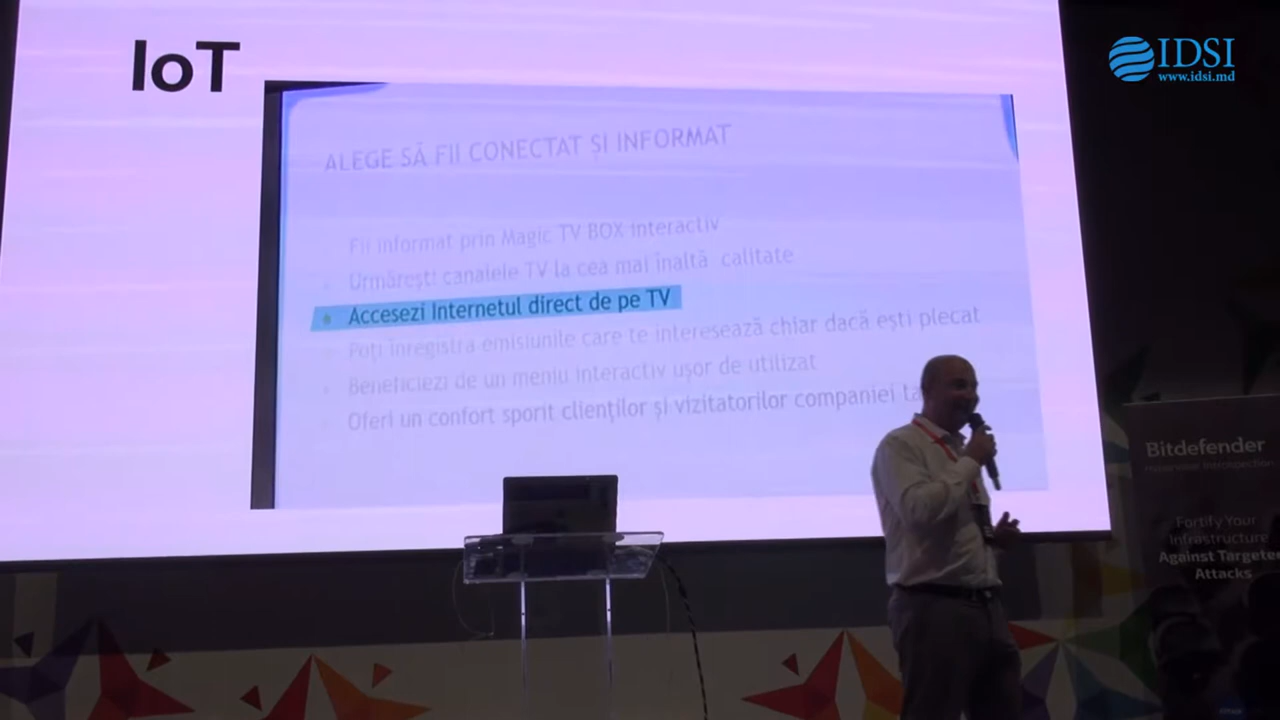 IoT
IDSI
www.idsi.md
ALEGE SĂ FII CONECTAT ȘI INFORMAT
Fii informat prin Magic TV BOX interactiv
Urmărești canalele TV la cea mai înaltă calitate
Accesezi Internetul direct de pe TV
Poți înregistra emisiunile care te interesează chiar dacă ești plecat
Beneficiezi de un meniu interactiv ușor de utilizat
Oferi un confort sporit clienților și vizitatorilor companiei
Bitdefender
Fortify Your
Infrastructure
Against Targete
Attacks